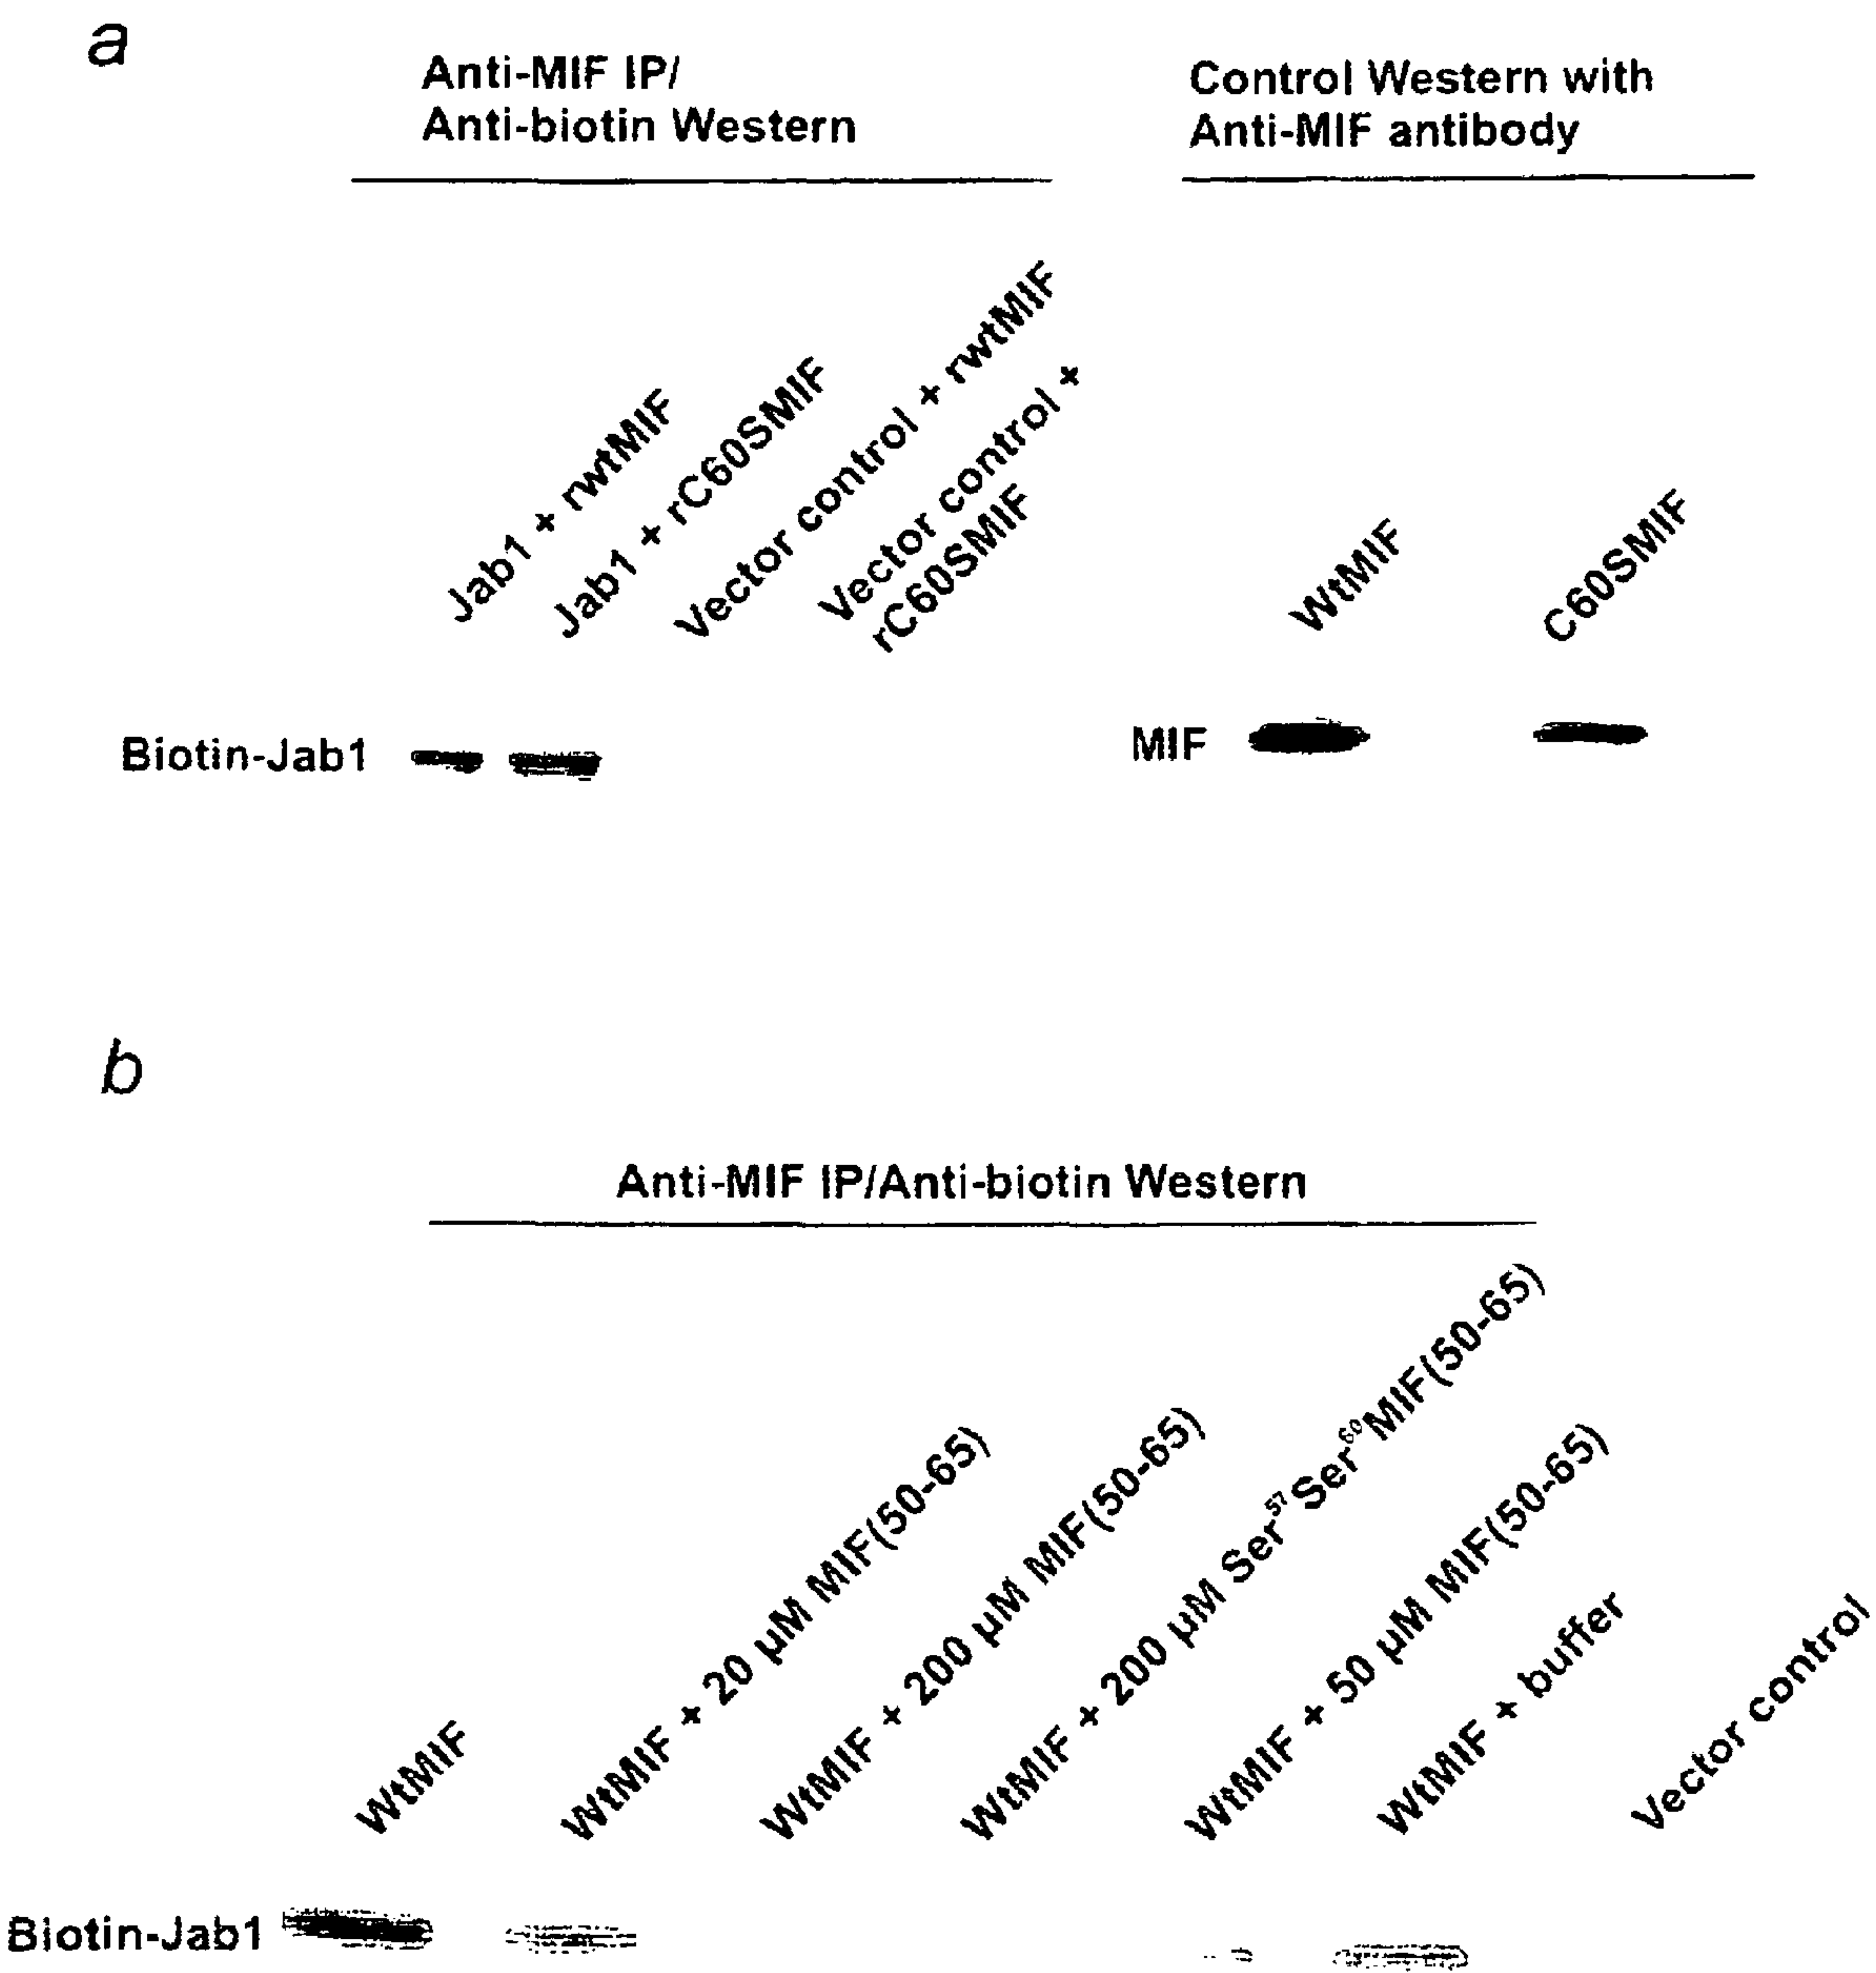 a
Anti-MIF IP/
Anti-biotin Western
Control Western with
Anti-MIF antibody
Jab1 + rwtMIF
Jab1 + rC60SMIF
Vector control + rwtMIF
Vector control +
rC60SMIF
WtMIF
C60SMIF
Biotin-Jab1
MIF
b
Anti-MIF IP/Anti-biotin Western
WtMIF
WtMIF + 20 µM MIF(50-65)
WtMIF + 200 µM MIF(50-65)
WtMIF + 200 µM Ser⁵⁷Ser⁶⁰MIF(50-65)
WtMIF + 50 µM MIF(50-65)
WtMIF + buffer
Vector control
Biotin-Jab1